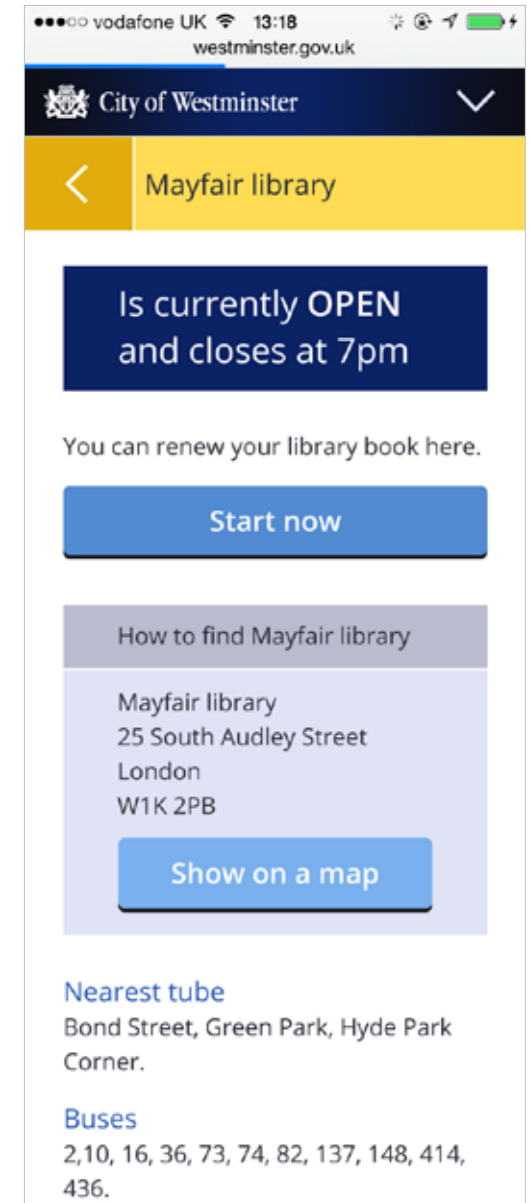 vodafone UK 13:18
westminster.gov.uk
City of Westminster
Mayfair library
Is currently OPEN
and closes at 7pm
You can renew your library book here.
Start now
How to find Mayfair library
Mayfair library
25 South Audley Street
London
W1K 2PB
Show on a map
Nearest tube
Bond Street, Green Park, Hyde Park
Corner.
Buses
2,10, 16, 36, 73, 74, 82, 137, 148, 414,
436.